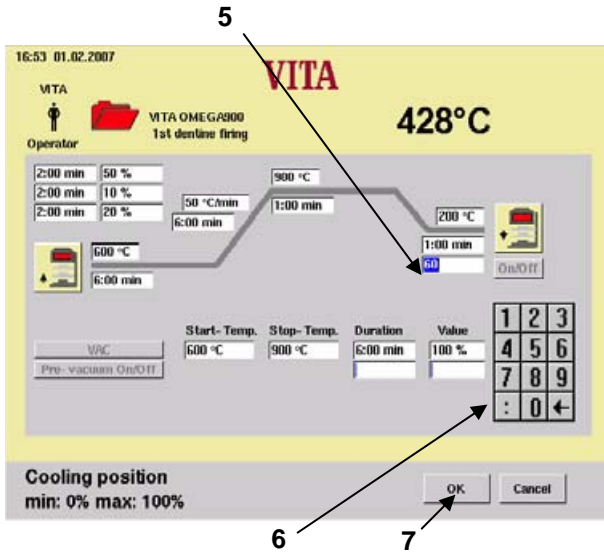 5
16:53 01.02.2007
VITA
VITA
Operator
VITA OMEGA900
1st dentine firing
428°C
2:00 min 50 %
2:00 min 10 %
2:00 min 20 %
50 °C/min
6:00 min
900 °C
1:00 min
200 °C
1:00 min
60
On/Off
600 °C
6:00 min
Start- Temp. Stop- Temp. Duration Value
600 °C 900 °C 6:00 min 100 %
VAC
Pre- vacuum On/Off
1 2 3
4 5 6
7 8 9
: 0 ←
Cooling position
min: 0% max: 100%
OK Cancel
6 7